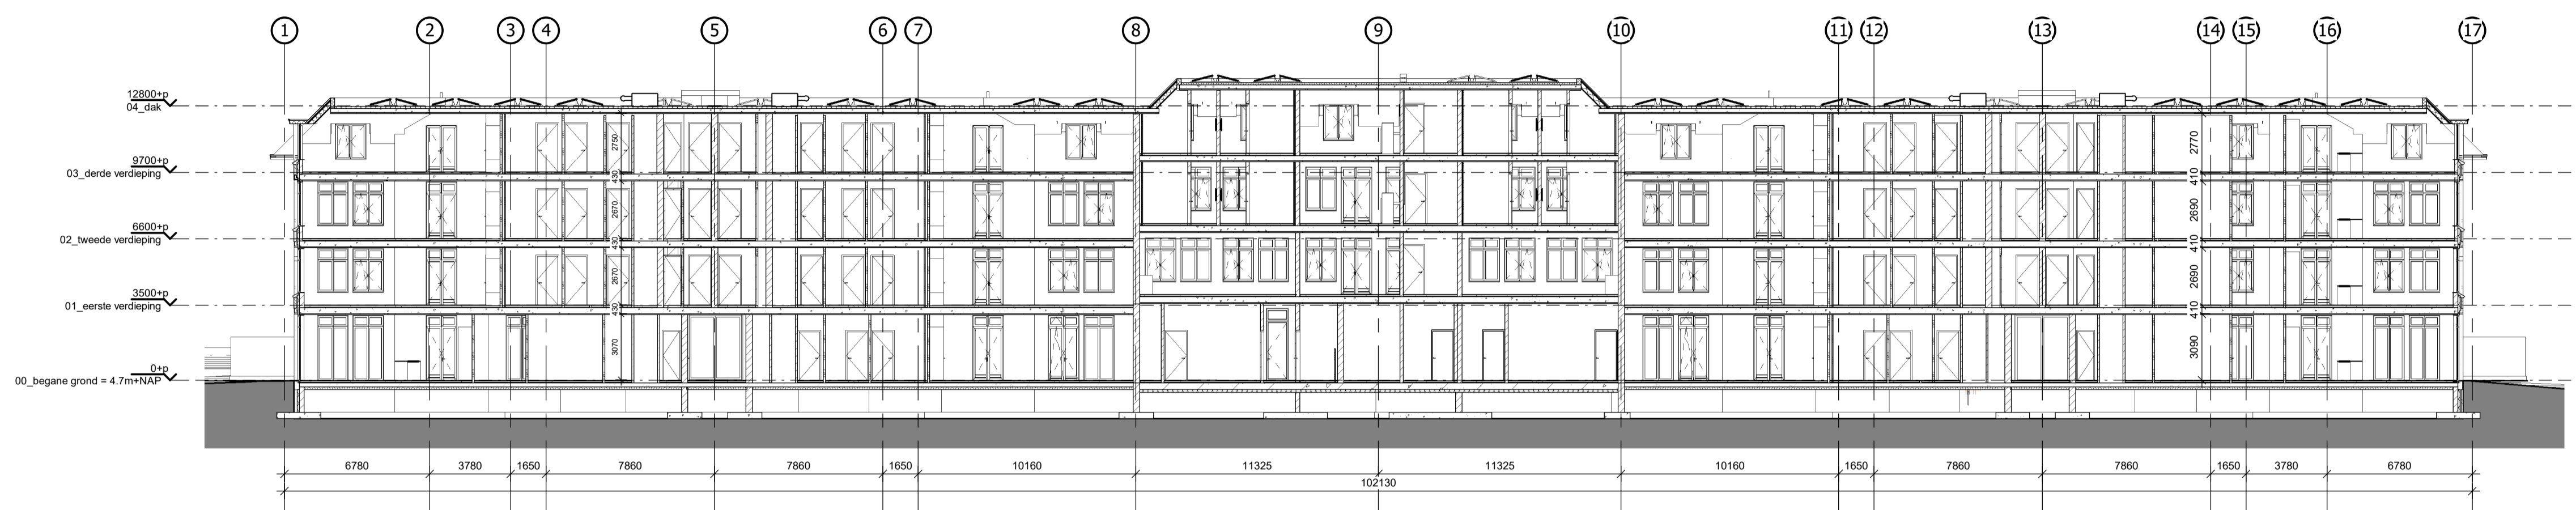 1 2 3 4 5 6 7 8 9 10 11 12 13 14 15 16 17
12800+p
04_dak
9700+p
03_derde verdieping
6600+p
02_tweede verdieping
3500+p
01_eerste verdieping
0+p
00_begane grond = 4.7m+NAP
2750
430
2670
430
2670
430
3070
2770
410
2690
410
2690
410
3090
6780 3780 1650 7860 7860 1650 10160 11325 11325 10160 1650 7860 7860 1650 3780 6780
102130